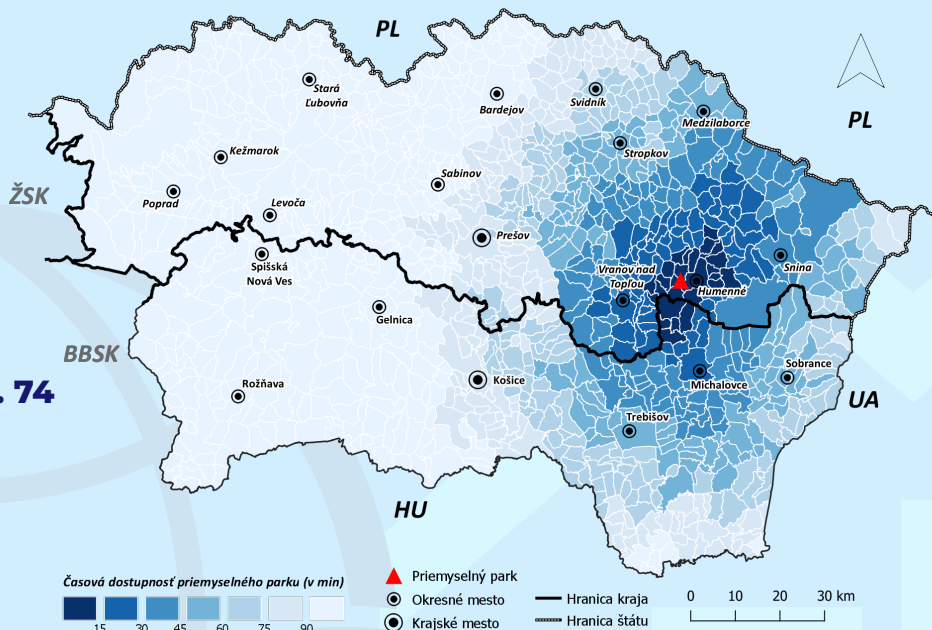 PL
Stará
Ľubovňa
Bardejov
Svidník
Medzilaborce
PL
Kežmarok
Stropkov
Sabinov
ŽSK
Poprad
Levoča
Prešov
Spišská
Nová Ves
Vranov nad
Topľou
Humenné
Snina
Gelnica
BBSK
Rožňava
Košice
Michalovce
Sobrance
. 74
UA
Trebišov
HU
Časová dostupnosť priemyselného parku (v min)
15 30 45 60 75 90
Priemyselný park
Okresné mesto
Krajské mesto
Hranica kraja
Hranica štátu
0 10 20 30 km